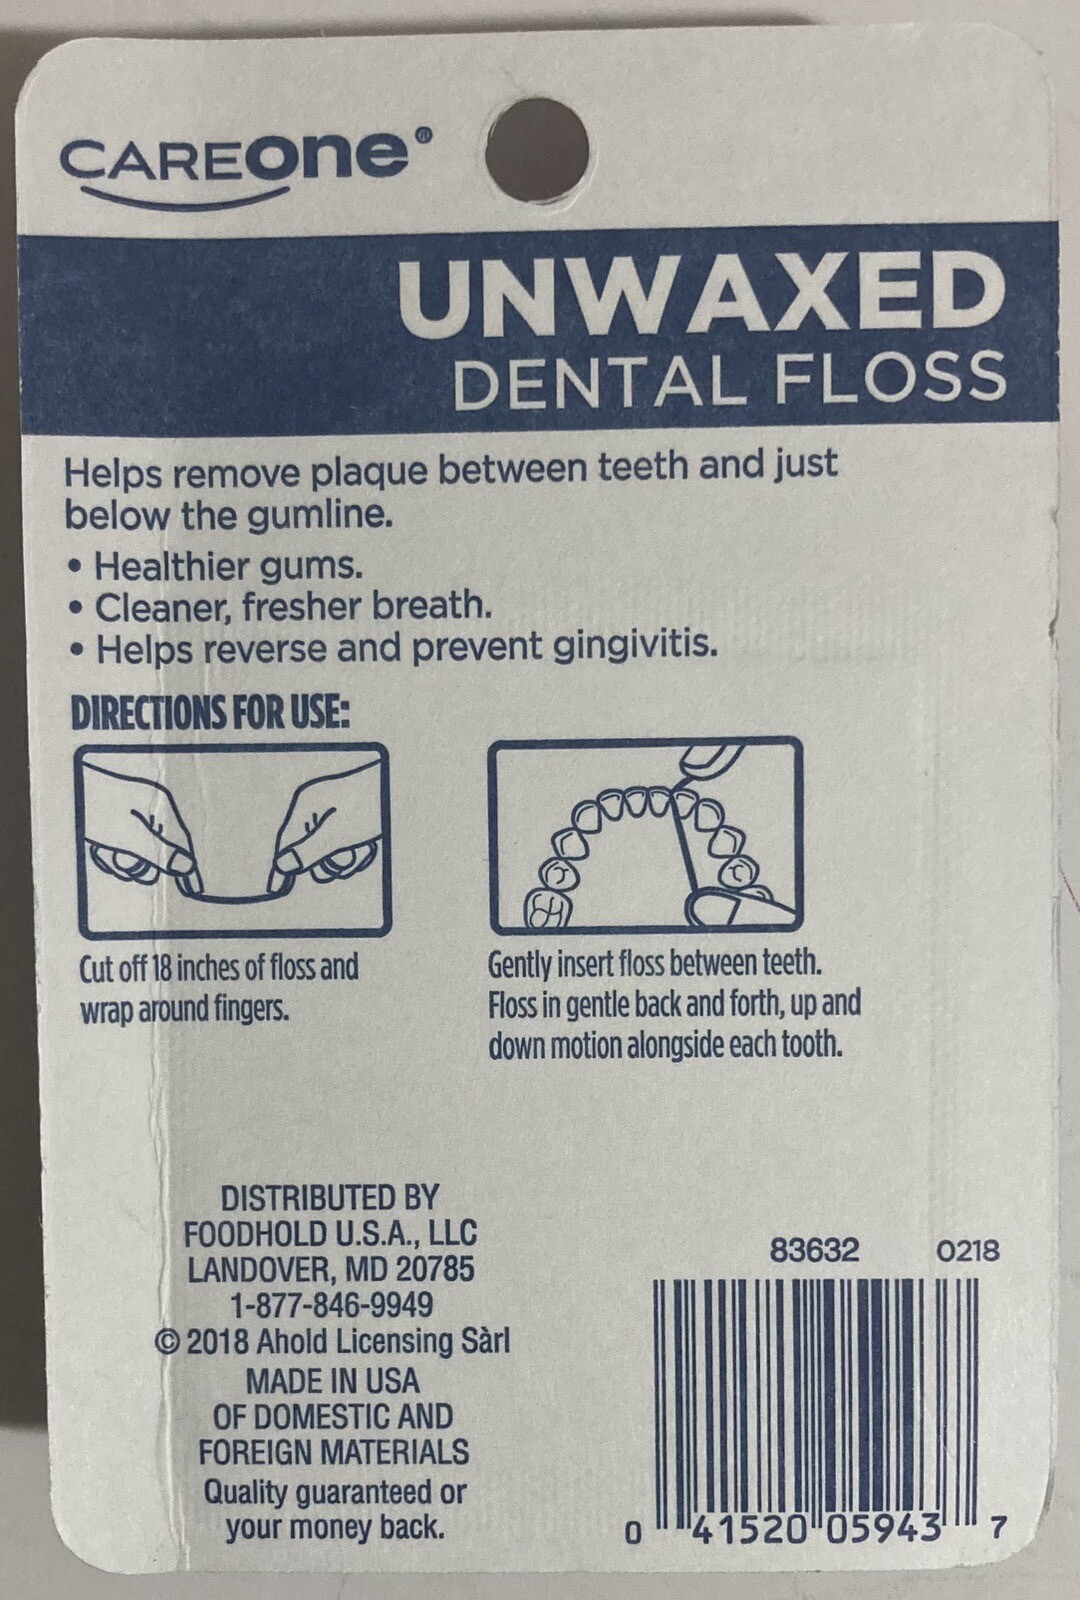 CAREone®
UNWAXED
DENTAL FLOSS
Helps remove plaque between teeth and just
below the gumline.
• Healthier gums.
• Cleaner, fresher breath.
• Helps reverse and prevent gingivitis.
DIRECTIONS FOR USE:
Cut off 18 inches of floss and
wrap around fingers.
Gently insert floss between teeth.
Floss in gentle back and forth, up and
down motion alongside each tooth.
DISTRIBUTED BY
FOODHOLD U.S.A., LLC
LANDOVER, MD 20785
1-877-846-9949
© 2018 Ahold Licensing Sàrl
MADE IN USA
OF DOMESTIC AND
FOREIGN MATERIALS
Quality guaranteed or
your money back.
83632 0218
0 41520 05943 7